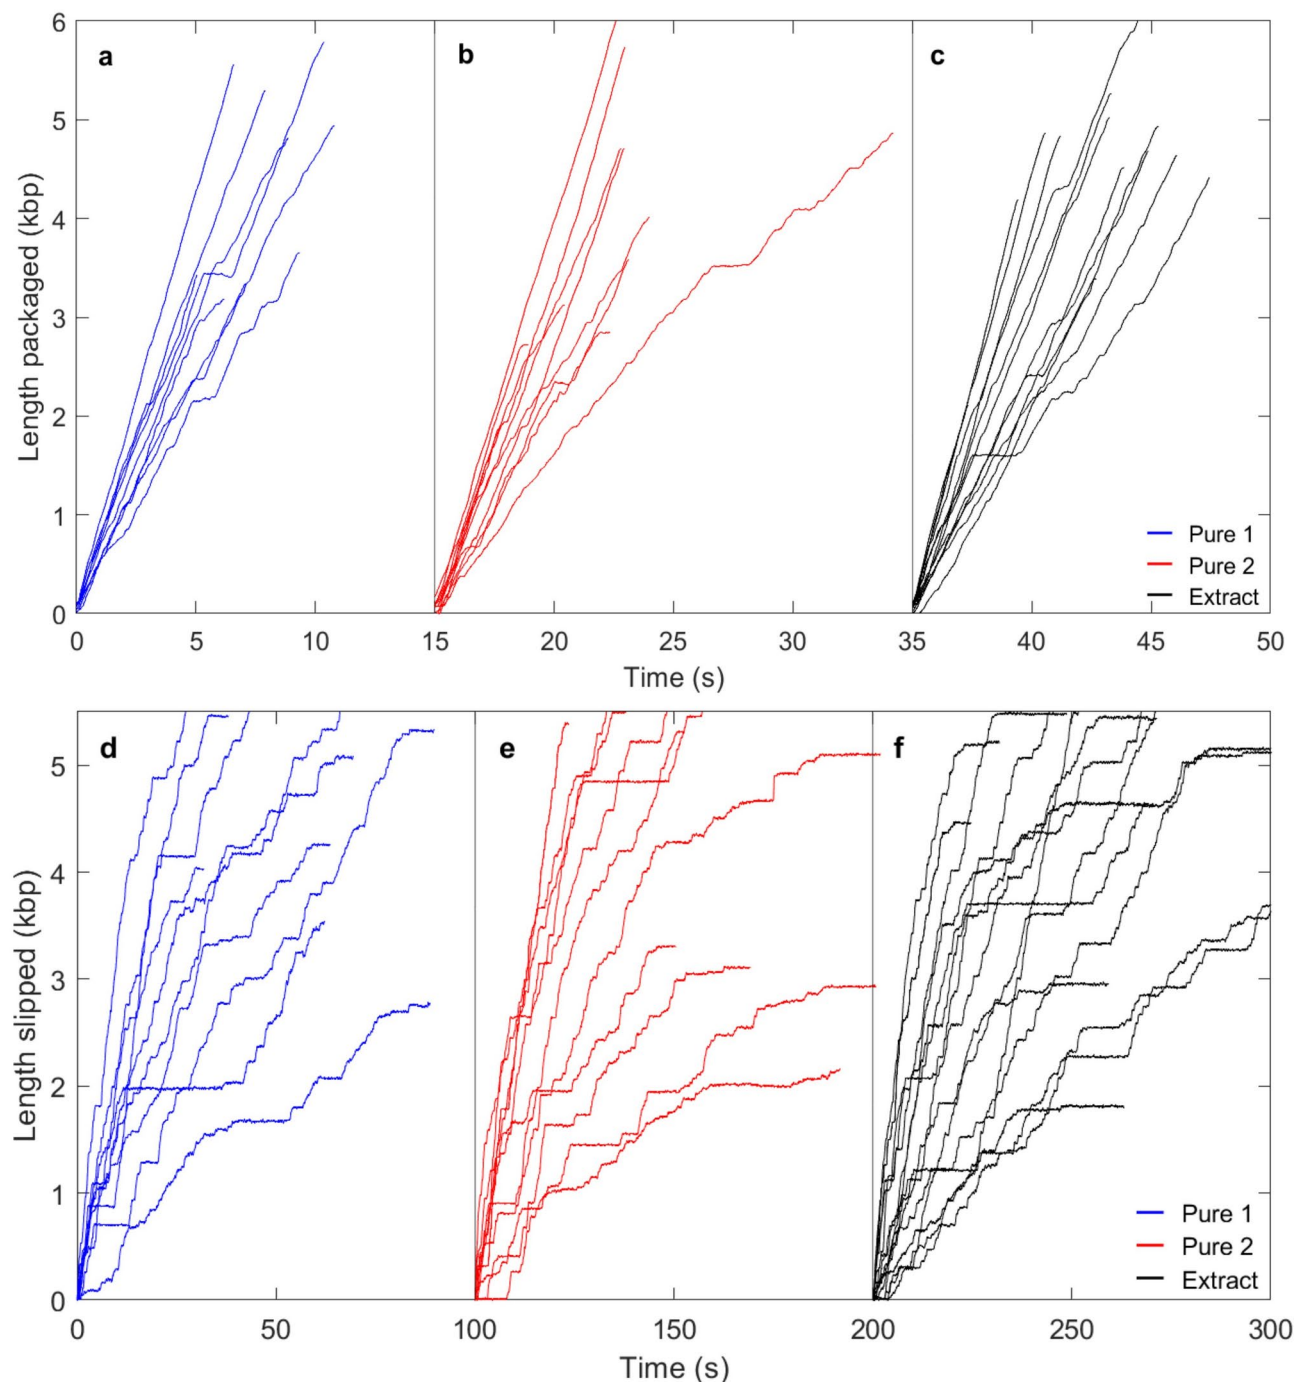 a
b
c
6
5
4
3
2
1
0
Length packaged (kbp)
Pure 1
Pure 2
Extract
0 5 10 15 20 25 30 35 40 45 50
Time (s)
d
e
f
5
4
3
2
1
0
Length slipped (kbp)
Pure 1
Pure 2
Extract
0 50 100 150 200 250 300
Time (s)